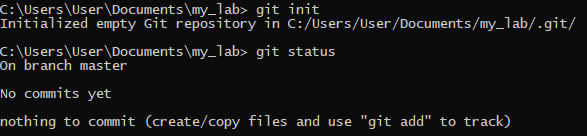 C:\Users\User\Documents\my_lab> git init
Initialized empty Git repository in C:/Users/User/Documents/my_lab/.git/
C:\Users\User\Documents\my_lab> git status
On branch master
No commits yet
nothing to commit (create/copy files and use "git add" to track)